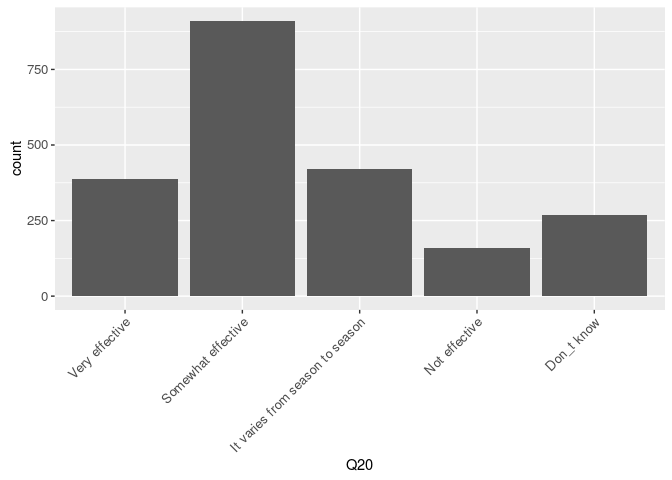 count
750
500
250
0
Very effective
Somewhat effective
It varies from season to season
Not effective
Don_t know
Q20